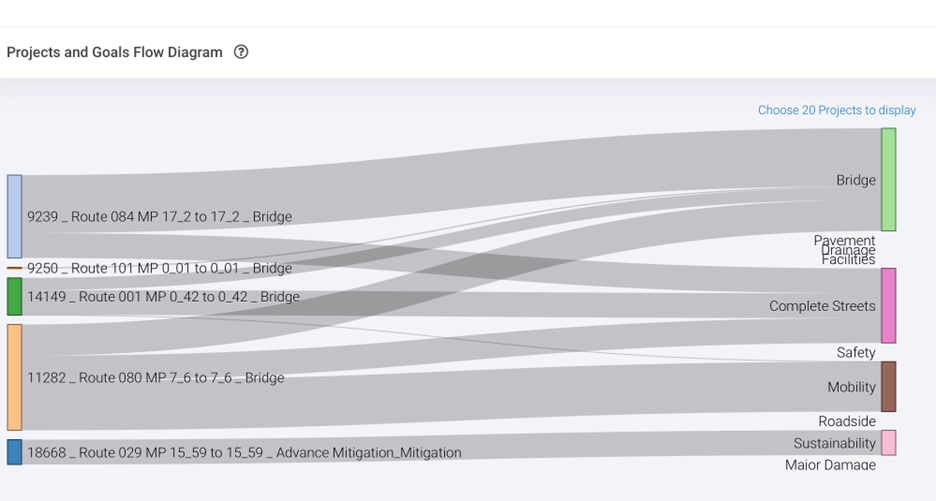 Projects and Goals Flow Diagram ?
Choose 20 Projects to display
9239 _ Route 084 MP 17_2 to 17_2 _ Bridge
9250 _ Route 101 MP 0_01 to 0_01 _ Bridge
14149 _ Route 001 MP 0_42 to 0_42 _ Bridge
11282 _ Route 080 MP 7_6 to 7_6 _ Bridge
18668 _ Route 029 MP 15_59 to 15_59 _ Advance Mitigation_Mitigation
Bridge
Pavement
Drainage
Facilities
Complete Streets
Safety
Mobility
Roadside
Sustainability
Major Damage